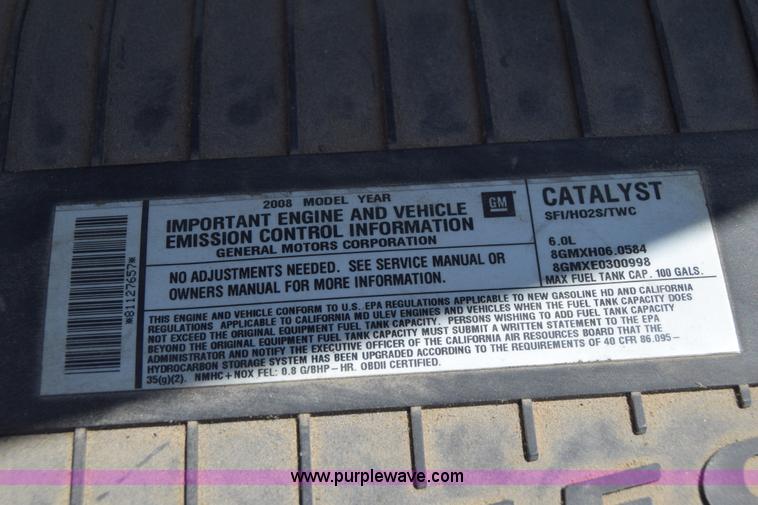 2008 MODEL YEAR
IMPORTANT ENGINE AND VEHICLE
EMISSION CONTROL INFORMATION
GENERAL MOTORS CORPORATION
GM
CATALYST
SFI/HO2S/TWC
6.0L
8GMXH06.0584
8GMXE0300998
MAX FUEL TANK CAP. 100 GALS.
NO ADJUSTMENTS NEEDED. SEE SERVICE MANUAL OR
OWNERS MANUAL FOR MORE INFORMATION.
*81127657*
THIS ENGINE AND VEHICLE CONFORM TO U.S. EPA REGULATIONS APPLICABLE TO NEW GASOLINE HD AND CALIFORNIA
REGULATIONS APPLICABLE TO CALIFORNIA MD ULEV ENGINES AND VEHICLES WHEN THE FUEL TANK CAPACITY DOES
NOT EXCEED THE ORIGINAL EQUIPMENT FUEL TANK CAPACITY. PERSONS WISHING TO ADD FUEL TANK CAPACITY
BEYOND THE ORIGINAL EQUIPMENT FUEL TANK CAPACITY MUST SUBMIT A WRITTEN STATEMENT TO THE EPA
ADMINISTRATOR AND NOTIFY THE EXECUTIVE OFFICER OF THE CALIFORNIA AIR RESOURCES BOARD THAT THE
HYDROCARBON STORAGE SYSTEM HAS BEEN UPGRADED ACCORDING TO THE REQUIREMENTS OF 40 CFR 86.095-
35(g)(2). NMHC+NOX FEL: 0.8 G/BHP-HR. OBDII CERTIFIED.
www.purplewave.com